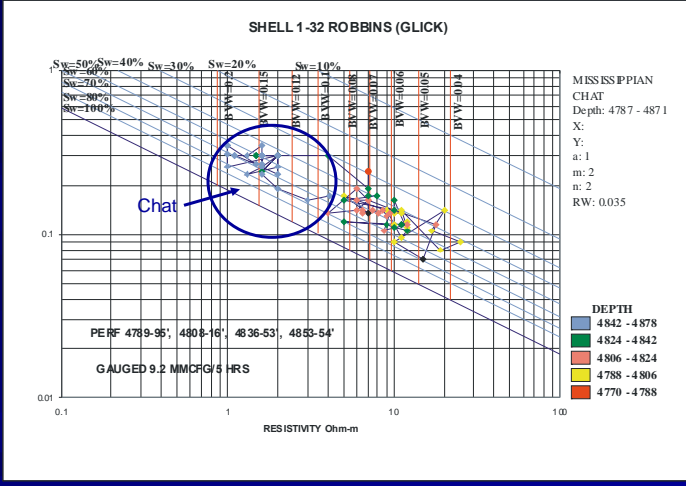 SHELL 1-32 ROBBINS (GLICK)
Sw=50% Sw=40% Sw=30% Sw=20% Sw=10%
Sw=60%
Sw=70%
Sw=80%
Sw=100%
BVW=0.2
BVW=0.15
BVW=0.12
BVW=0.1
BVW=0.08
BVW=0.07
BVW=0.06
BVW=0.05
BVW=0.04
MISSISSIPPIAN
CHAT
Depth: 4787 - 4871
X:
Y:
a: 1
m: 2
n: 2
RW: 0.035
1
0.1
0.01
Chat
PERF 4789-95', 4808-16', 4836-53', 4853-54'
GAUGED 9.2 MMCFG/5 HRS
DEPTH
4842 - 4878
4824 - 4842
4806 - 4824
4788 - 4806
4770 - 4788
0.1 1 10 100
RESISTIVITY Ohm-m